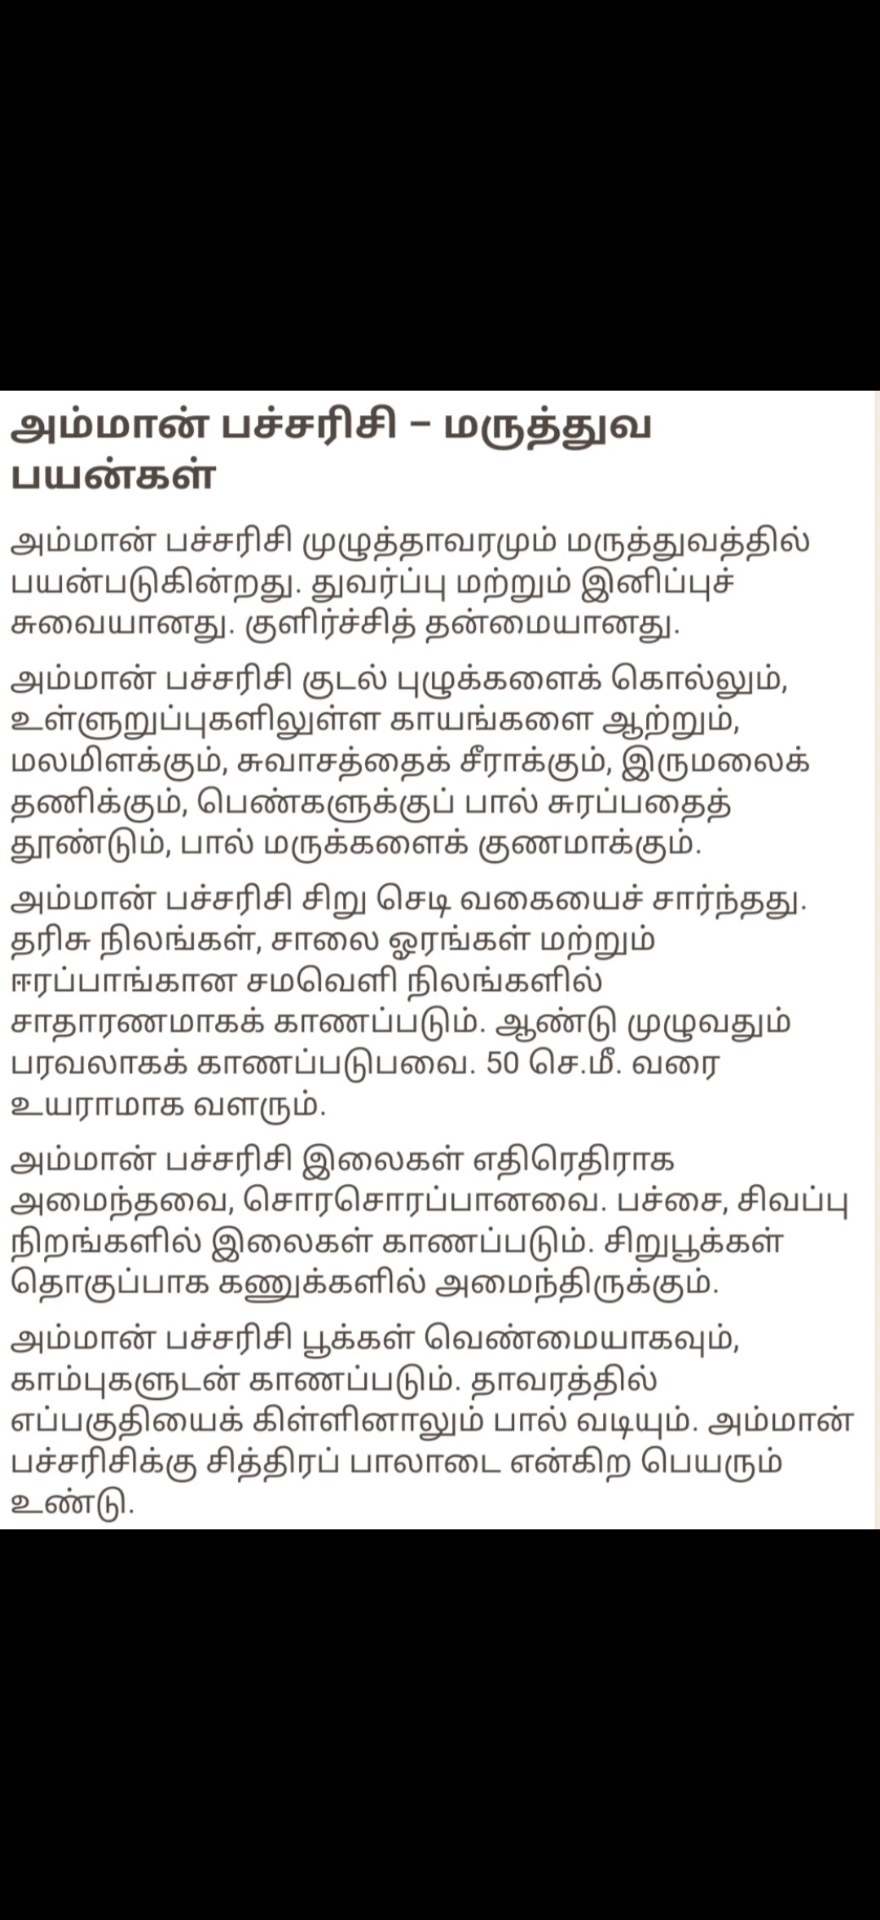 அம்மான் பச்சரிசி – மருத்துவ
பயன்கள்
அம்மான் பச்சரிசி முழுத்தாவரமும் மருத்துவத்தில்
பயன்படுகின்றது. துவர்ப்பு மற்றும் இனிப்புச்
சுவையானது. குளிர்ச்சித் தன்மையானது.
அம்மான் பச்சரிசி குடல் புழுக்களைக் கொல்லும்,
உள்ளுறுப்புகளிலுள்ள காயங்களை ஆற்றும்,
மலமிளக்கும், சுவாசத்தைக் சீராக்கும், இருமலைக்
தணிக்கும், பெண்களுக்குப் பால் சுரப்பதைத்
தூண்டும், பால் மருக்களைக் குணமாக்கும்.
அம்மான் பச்சரிசி சிறு செடி வகையைச் சார்ந்தது.
தரிசு நிலங்கள், சாலை ஓரங்கள் மற்றும்
ஈரப்பாங்கான சமவெளி நிலங்களில்
சாதாரணமாகக் காணப்படும். ஆண்டு முழுவதும்
பரவலாகக் காணப்படுபவை. 50 செ.மீ. வரை
உயராமாக வளரும்.
அம்மான் பச்சரிசி இலைகள் எதிரெதிராக
அமைந்தவை, சொரசொரப்பானவை. பச்சை, சிவப்பு
நிறங்களில் இலைகள் காணப்படும். சிறுபூக்கள்
தொகுப்பாக கணுக்களில் அமைந்திருக்கும்.
அம்மான் பச்சரிசி பூக்கள் வெண்மையாகவும்,
காம்புகளுடன் காணப்படும். தாவரத்தில்
எப்பகுதியைக் கிள்ளினாலும் பால் வடியும். அம்மான்
பச்சரிசிக்கு சித்திரப் பாலாடை என்கிற பெயரும்
உண்டு.